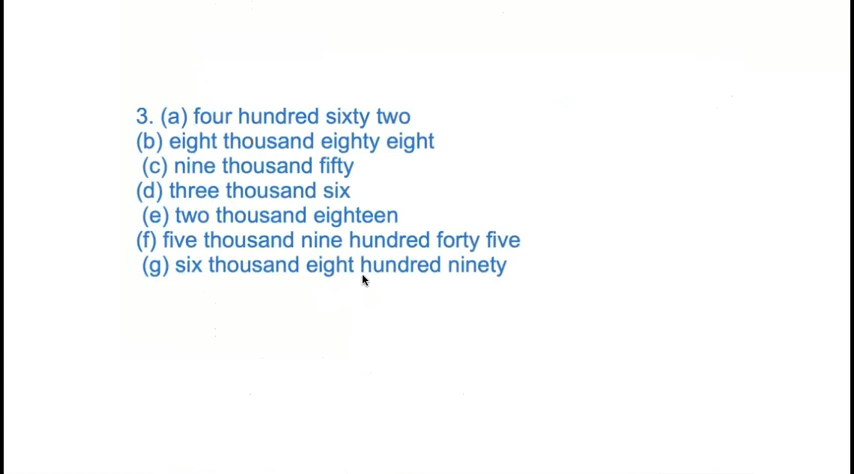 3. (a) four hundred sixty two
(b) eight thousand eighty eight
(c) nine thousand fifty
(d) three thousand six
(e) two thousand eighteen
(f) five thousand nine hundred forty five
(g) six thousand eight hundred ninety